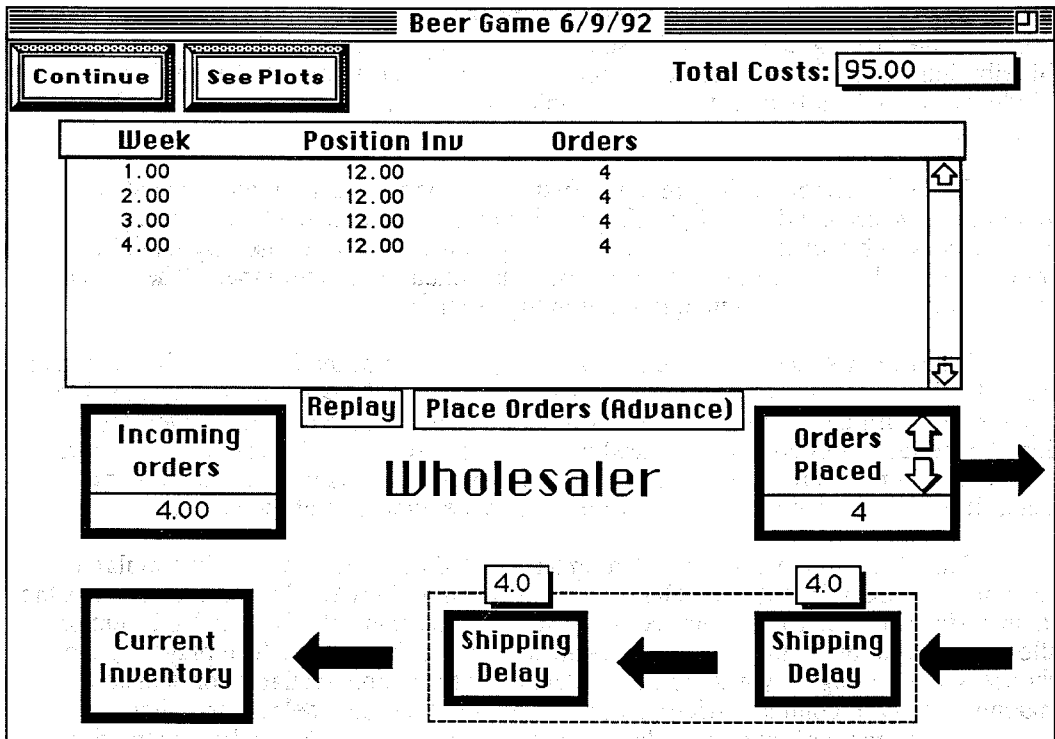 Beer Game 6/9/92
Continue See Plots Total Costs: 95.00
Week Position Inv Orders
1.00 12.00 4
2.00 12.00 4
3.00 12.00 4
4.00 12.00 4
Replay Place Orders (Advance)
Incoming
orders
4.00
Wholesaler
Orders
Placed
4
4.0 4.0
Current
Inventory
Shipping
Delay
Shipping
Delay